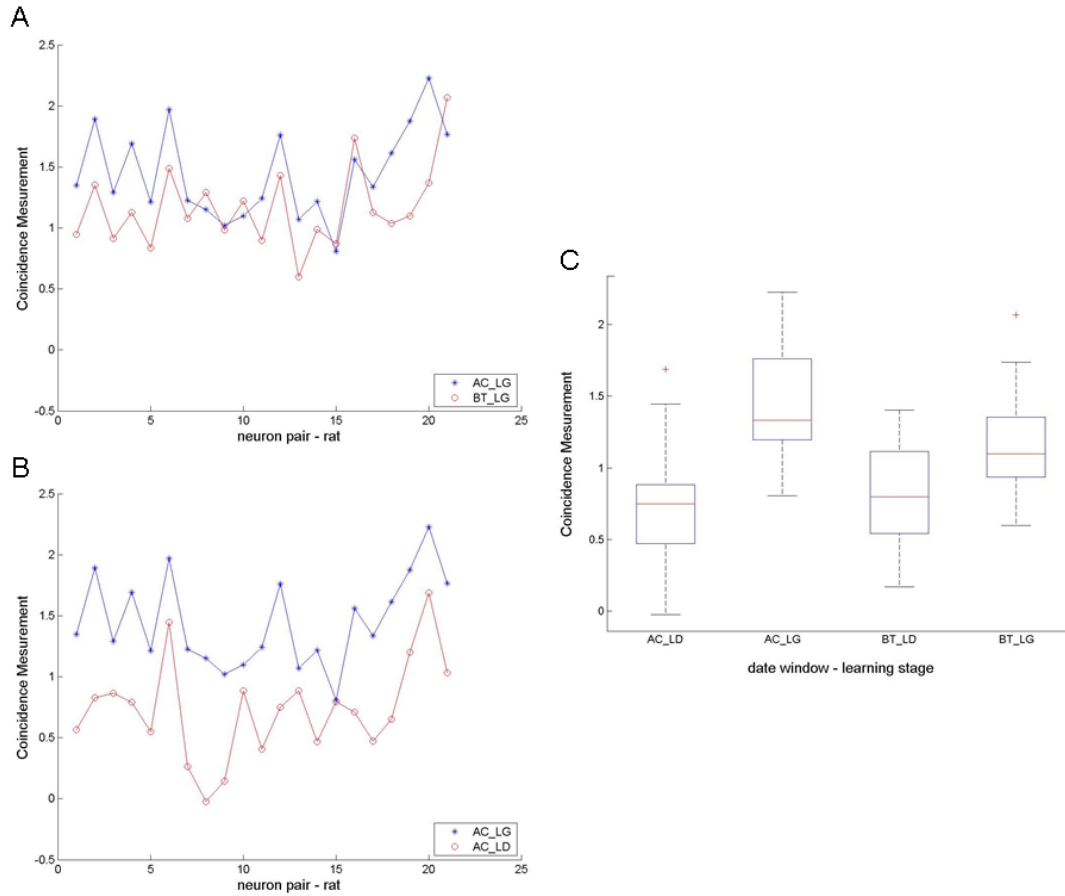 A
2.5
2
1.5
1
0.5
0
-0.5
0
5
10
15
20
25
Coincidence Mesurement
neuron pair - rat
AC_LG
BT_LG
B
2.5
2
1.5
1
0.5
0
-0.5
0
5
10
15
20
25
Coincidence Mesurement
neuron pair - rat
AC_LG
AC_LD
C
2
1.5
1
0.5
0
Coincidence Mesurement
AC_LD
AC_LG
BT_LD
BT_LG
date window - learning stage